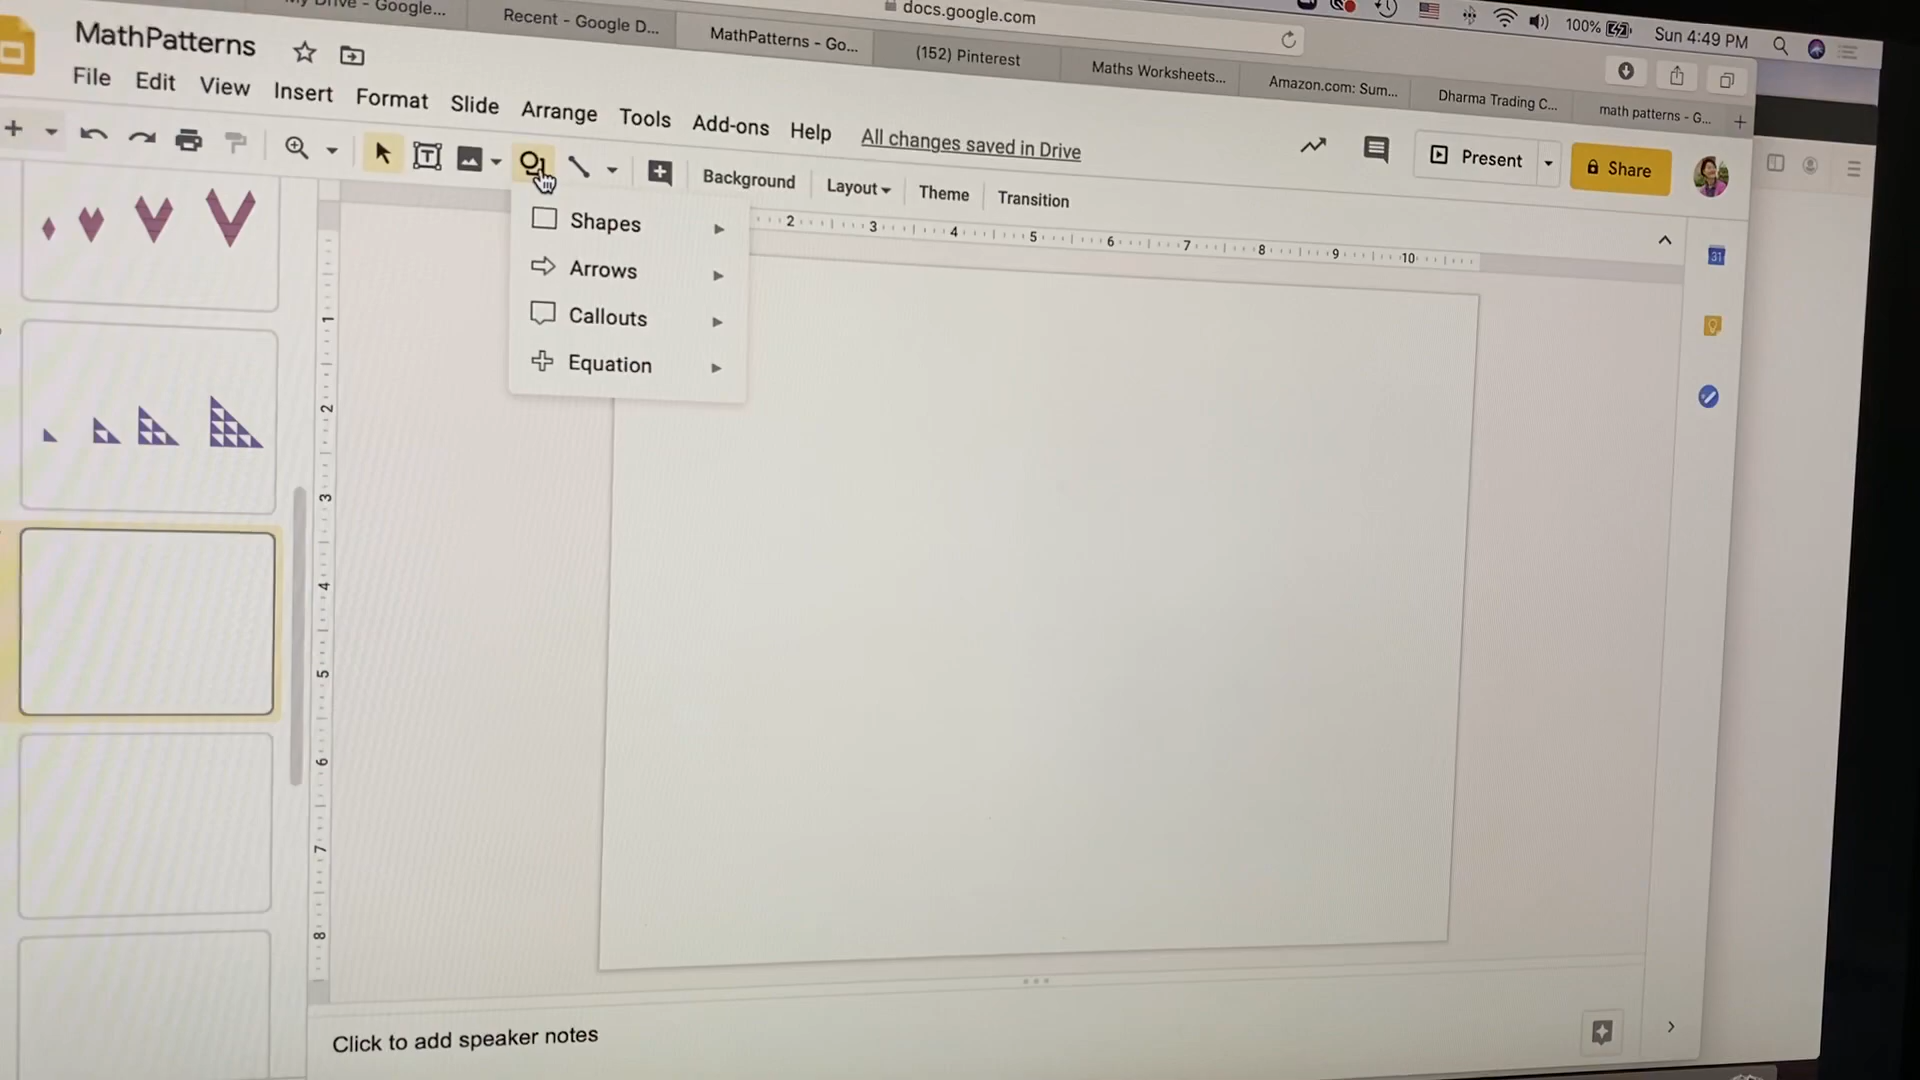 My Drive - Google...
Recent - Google D...
MathPatterns - Go...
(152) Pinterest
Maths Worksheets...
Amazon.com: Sum...
Dharma Trading C...
math patterns - G...
docs.google.com
100%
Sun 4:49 PM
MathPatterns
File Edit View Insert Format Slide Arrange Tools Add-ons Help All changes saved in Drive
Present
Share
Background Layout Theme Transition
Shapes
Arrows
Callouts
Equation
2 3 4 5 6 7 8 9 10
1
2
3
4
5
6
7
8
31
Click to add speaker notes